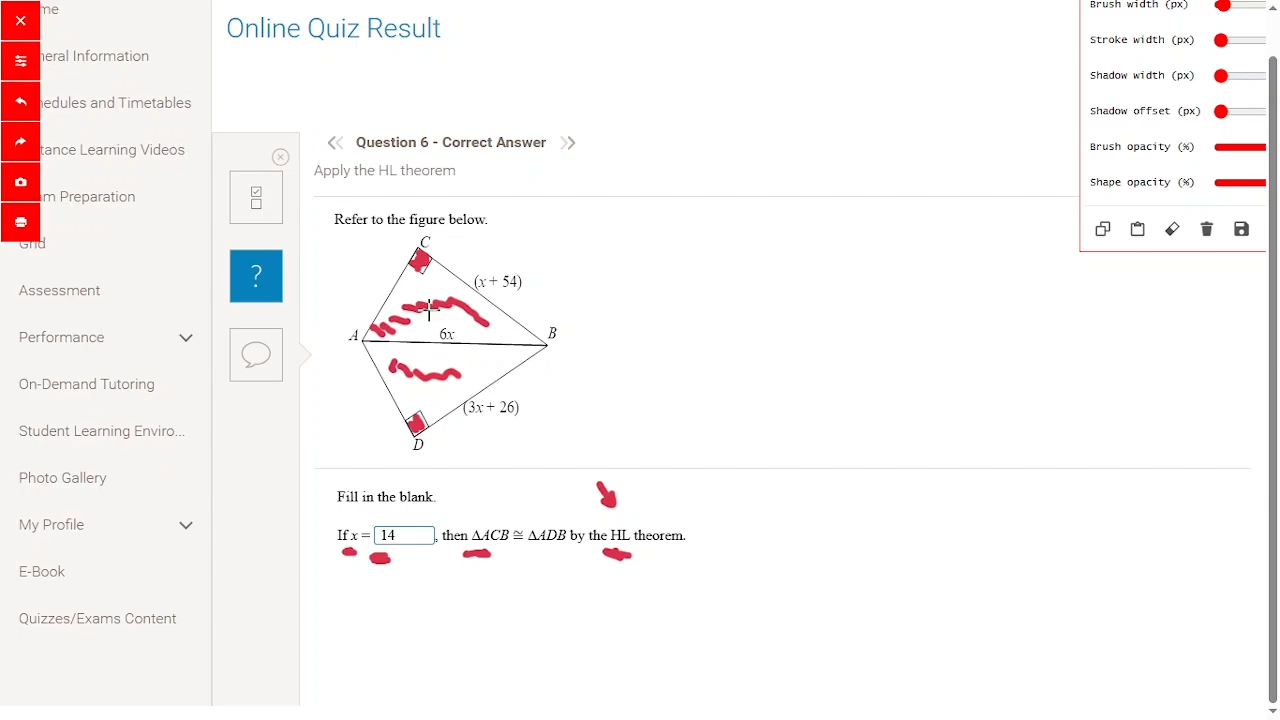 me
Online Quiz Result
neral Information
hedules and Timetables
tance Learning Videos
m Preparation
Grid
Assessment
Performance
On-Demand Tutoring
Student Learning Enviro...
Photo Gallery
My Profile
E-Book
Quizzes/Exams Content
Question 6 - Correct Answer
Apply the HL theorem
Refer to the figure below.
C
(x + 54)
A
6x
B
(3x + 26)
D
Fill in the blank.
If x = 14 , then ΔACB ≅ ΔADB by the HL theorem.
?
Brush width (px)
Stroke width (px)
Shadow width (px)
Shadow offset (px)
Brush opacity (%)
Shape opacity (%)